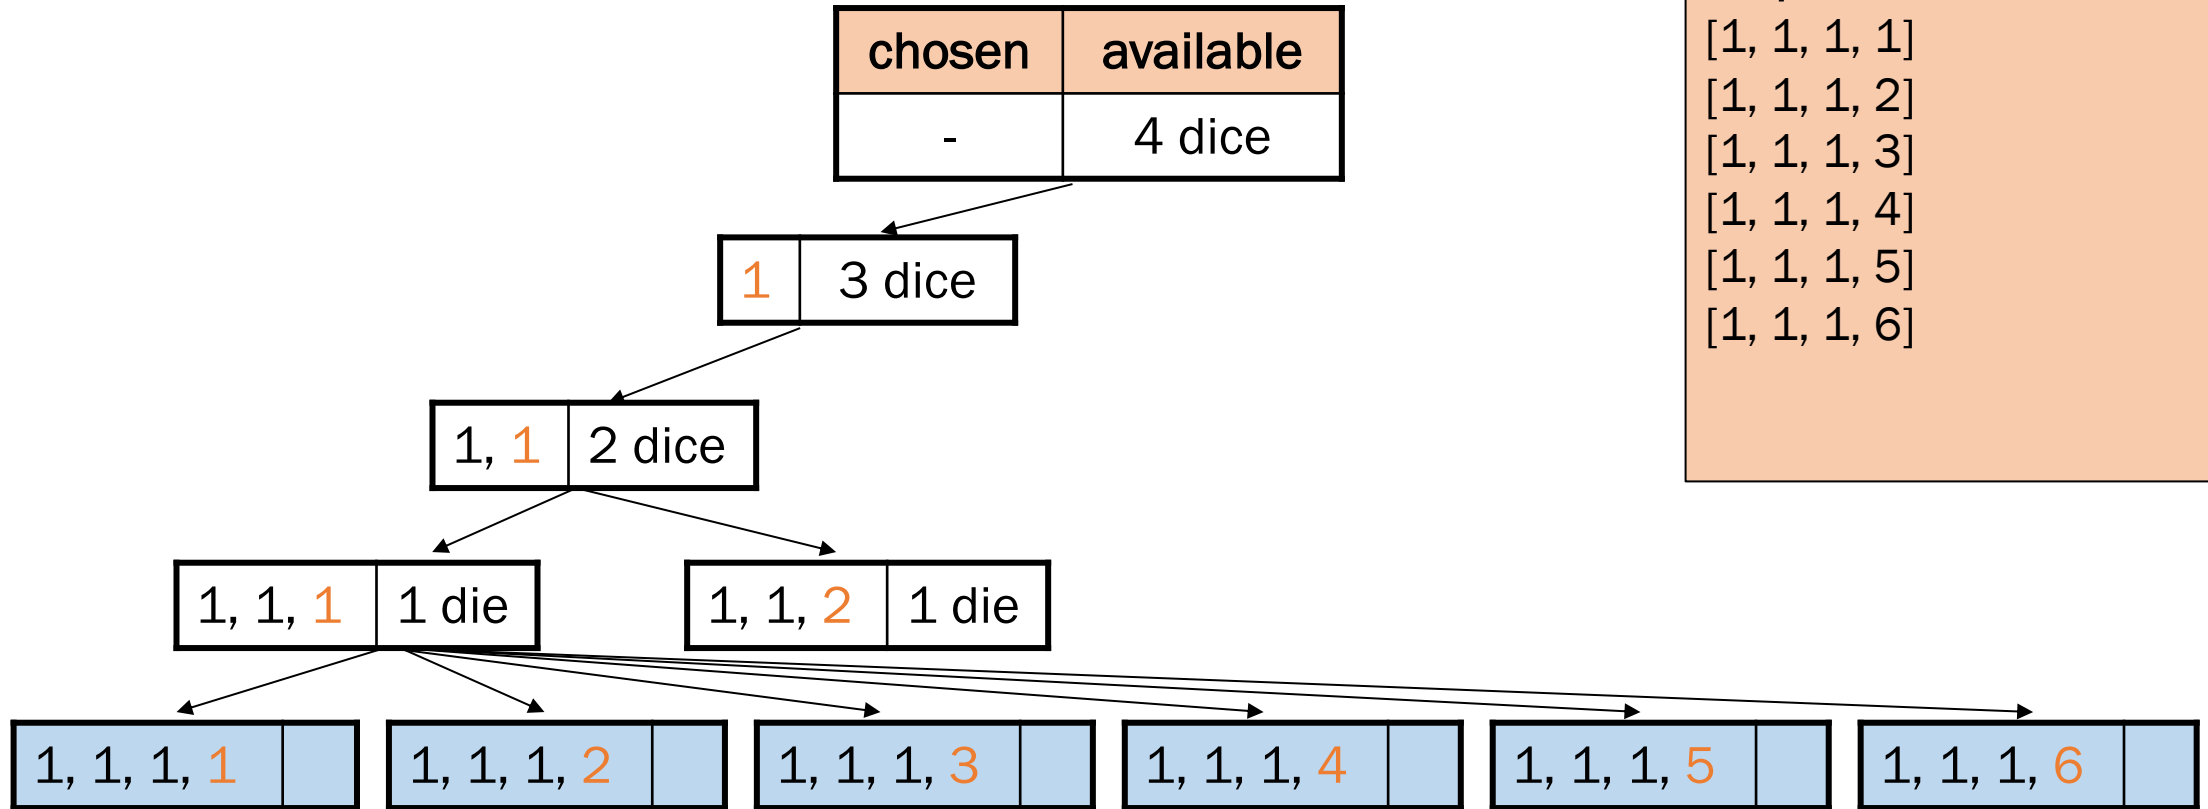 chosen available
- 4 dice
1 3 dice
1, 1 2 dice
1, 1, 1 1 die 1, 1, 2 1 die
1, 1, 1, 1 1, 1, 1, 2 1, 1, 1, 3 1, 1, 1, 4 1, 1, 1, 5 1, 1, 1, 6
[1, 1, 1, 1]
[1, 1, 1, 2]
[1, 1, 1, 3]
[1, 1, 1, 4]
[1, 1, 1, 5]
[1, 1, 1, 6]